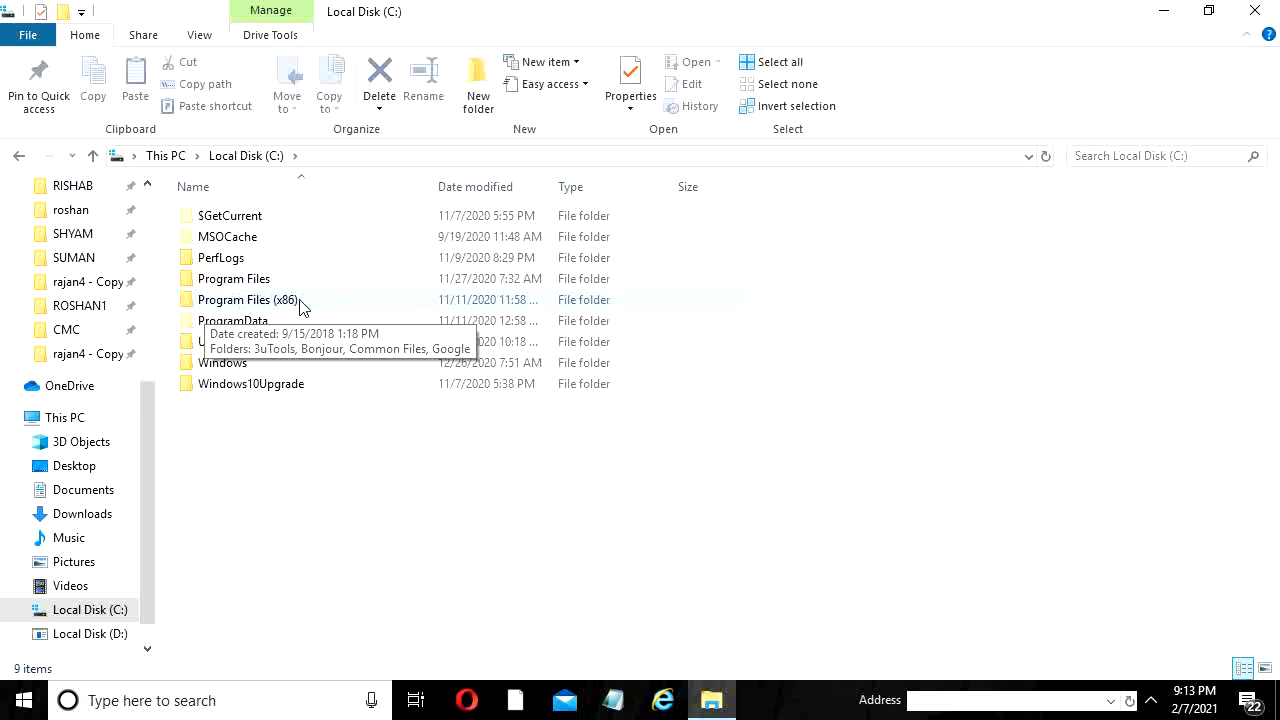 Manage
Local Disk (C:)
File
Home
Share
View
Drive Tools
Pin to Quick access
Copy
Paste
Cut
Copy path
Paste shortcut
Clipboard
Move to
Copy to
Delete
Rename
Organize
New folder
New item
Easy access
New
Properties
Open
Edit
History
Open
Select all
Select none
Invert selection
Select
This PC > Local Disk (C:) >
Search Local Disk (C:)
RISHAB
roshan
SHYAM
SUMAN
rajan4 - Copy
ROSHAN1
CMC
rajan4 - Copy
OneDrive
This PC
3D Objects
Desktop
Documents
Downloads
Music
Pictures
Videos
Local Disk (C:)
Local Disk (D:)
Name Date modified Type Size
$GetCurrent 11/7/2020 5:55 PM File folder
MSOCache 9/19/2020 11:48 AM File folder
PerfLogs 11/9/2020 8:29 PM File folder
Program Files 11/27/2020 7:32 AM File folder
Program Files (x86) 11/11/2020 11:58 ... File folder
ProgramData 11/11/2020 12:58 ... File folder
Date created: 9/15/2018 1:18 PM
Folders: 3uTools, Bonjour, Common Files, Google
U 2020 10:18 ... File folder
Windows 12/26/2020 7:51 AM File folder
Windows10Upgrade 11/7/2020 5:38 PM File folder
9 items
Type here to search
Address
9:13 PM
2/7/2021
22